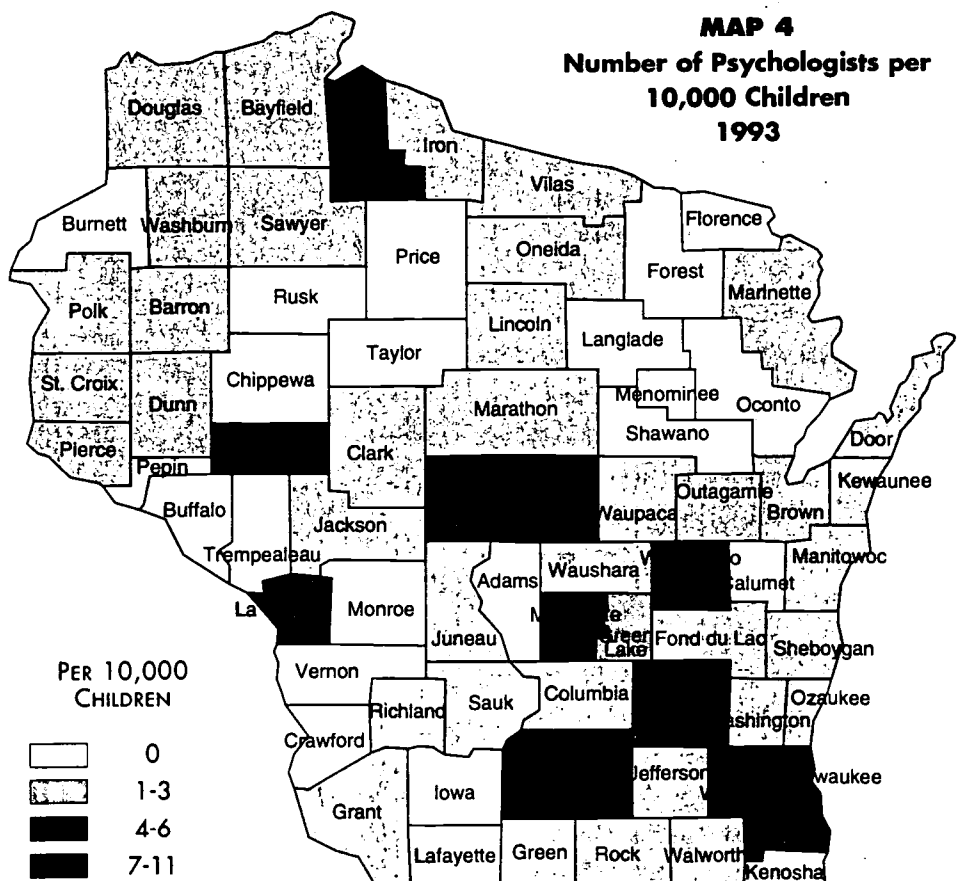 MAP 4
Number of Psychologists per
10,000 Children
1993
Douglas
Bayfield
Iron
Vilas
Burnett
Washburn
Sawyer
Florence
Price
Oneida
Forest
Polk
Barron
Rusk
Marinette
Lincoln
Langlade
Taylor
St. Croix
Chippewa
Menominee
Dunn
Marathon
Oconto
Pierce
Shawano
Door
Clark
Pepin
Kewaunee
Outagamie
Buffalo
Waupaca
Brown
Jackson
Trempealeau
Manitowoc
Adams
Waushara
Calumet
La
Monroe
Juneau
Green
Lake
Fond du Lac
Sheboygan
Vernon
Columbia
Ozaukee
Richland
Sauk
ashington
Crawford
Jefferson
waukee
Iowa
Grant
Lafayette
Green
Rock
Walworth
Kenosha
PER 10,000
CHILDREN
0
1-3
4-6
7-11